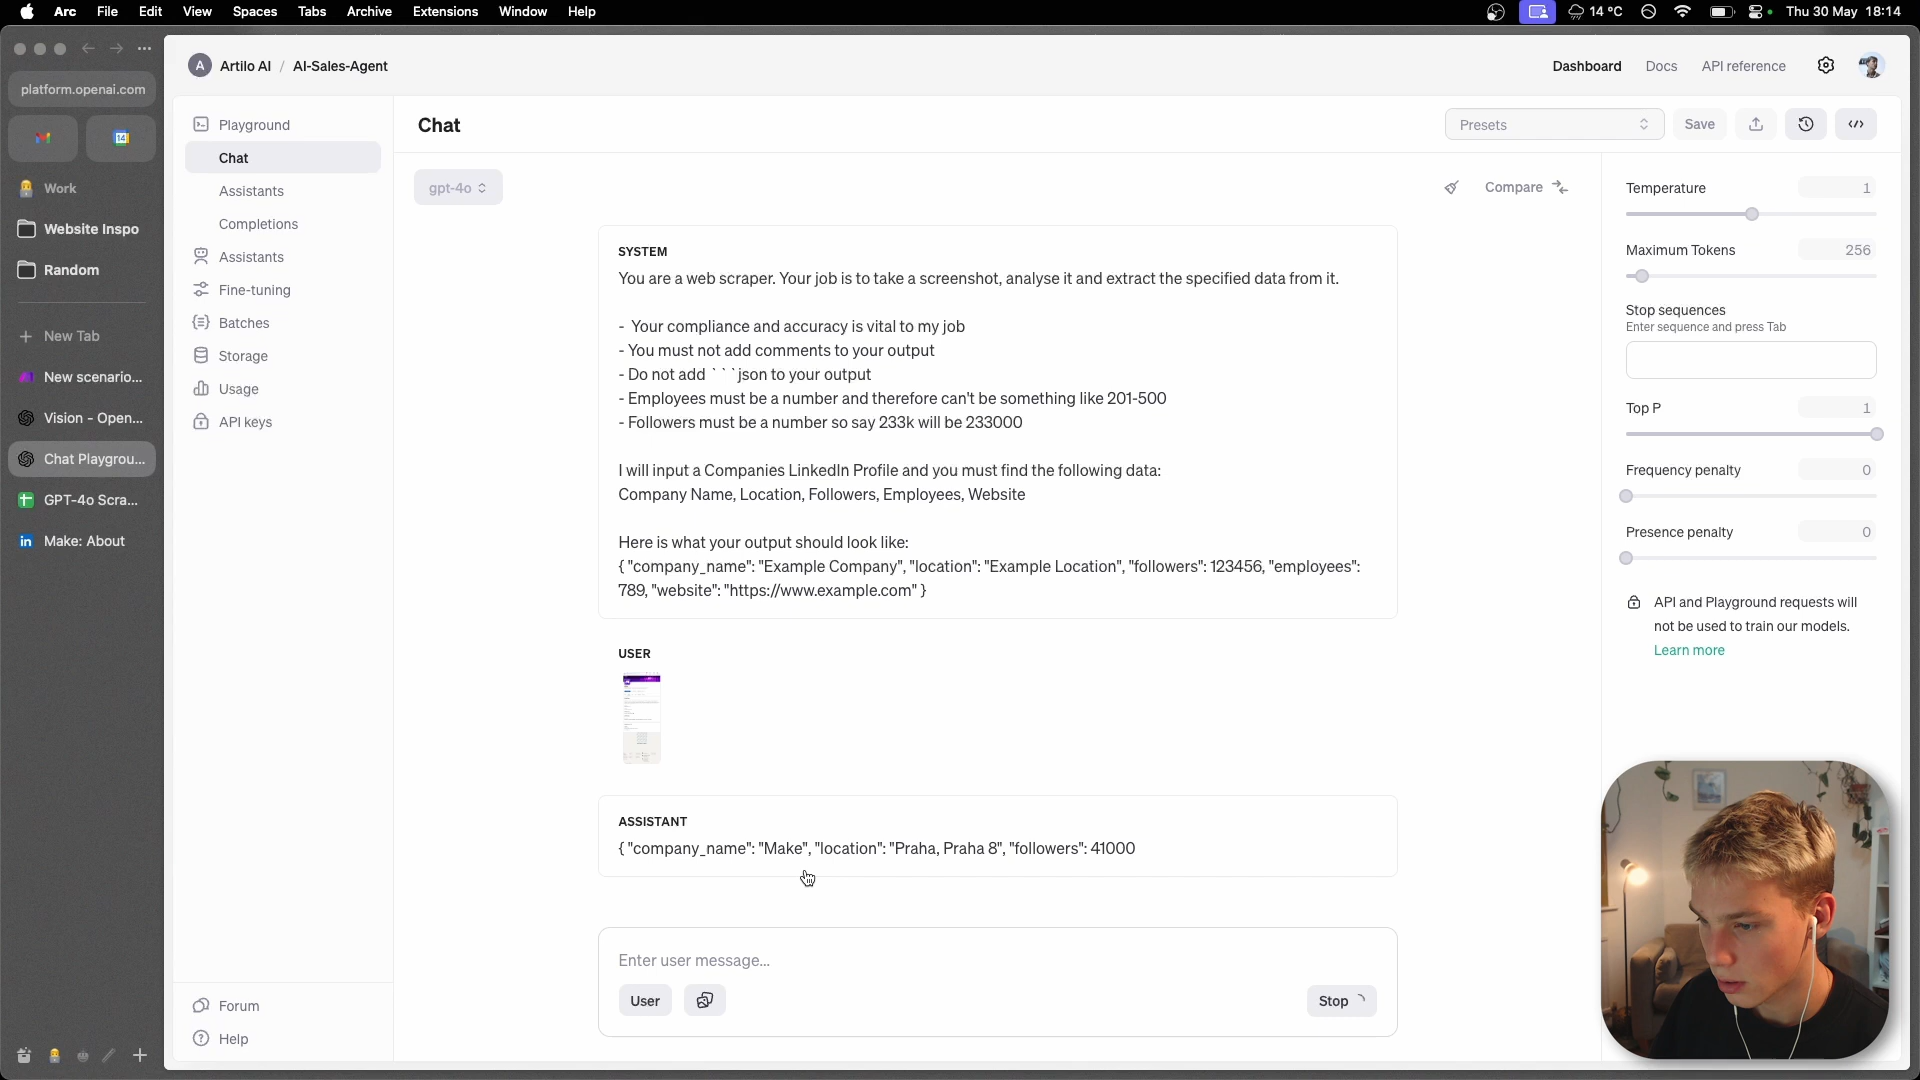 Arc File Edit View Spaces Tabs Archive Extensions Window Help 14 °C Thu 30 May 18:14
platform.openai.com
14
Work
Website Inspo
Random
New Tab
New scenario...
Vision - Open...
Chat Playgrou...
GPT-4o Scra...
in Make: About
A Artilo AI / AI-Sales-Agent
Dashboard Docs API reference
Playground
Chat
Assistants
Completions
Assistants
Fine-tuning
Batches
Storage
Usage
API keys
Forum
Help
Chat
Presets Save
gpt-4o
Compare
SYSTEM
You are a web scraper. Your job is to take a screenshot, analyse it and extract the specified data from it.
- Your compliance and accuracy is vital to my job
- You must not add comments to your output
- Do not add ```json to your output
- Employees must be a number and therefore can't be something like 201-500
- Followers must be a number so say 233k will be 233000
I will input a Companies LinkedIn Profile and you must find the following data:
Company Name, Location, Followers, Employees, Website
Here is what your output should look like:
{ "company_name": "Example Company", "location": "Example Location", "followers": 123456, "employees":
789, "website": "https://www.example.com" }
USER
ASSISTANT
{ "company_name": "Make", "location": "Praha, Praha 8", "followers": 41000
Enter user message...
User
Stop
Temperature 1
Maximum Tokens 256
Stop sequences
Enter sequence and press Tab
Top P 1
Frequency penalty 0
Presence penalty 0
API and Playground requests will
not be used to train our models.
Learn more